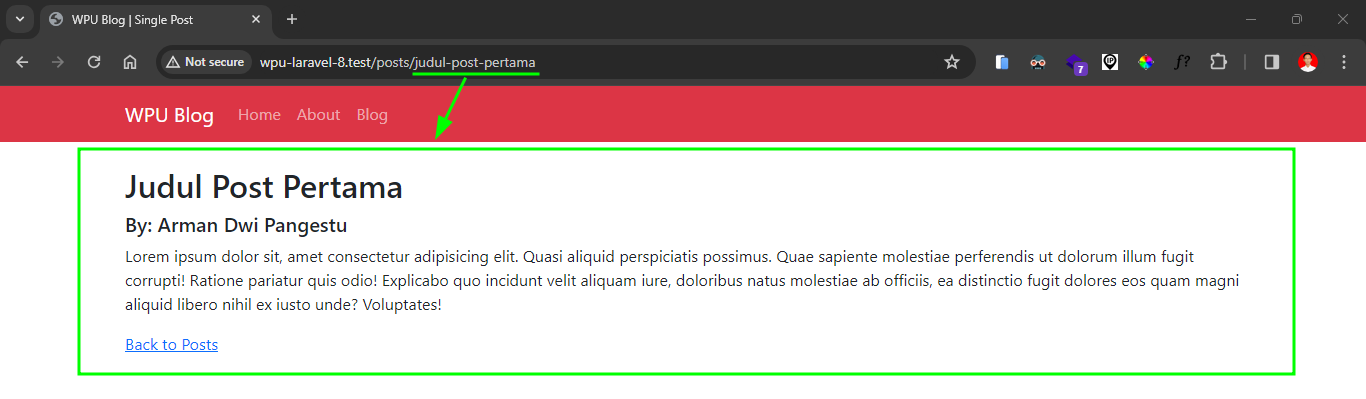 WPU Blog | Single Post
Not secure wpu-laravel-8.test/posts/judul-post-pertama
7 IP f?
WPU Blog Home About Blog
Judul Post Pertama
By: Arman Dwi Pangestu
Lorem ipsum dolor sit, amet consectetur adipisicing elit. Quasi aliquid perspiciatis possimus. Quae sapiente molestiae perferendis ut dolorum illum fugit
corrupti! Ratione pariatur quis odio! Explicabo quo incidunt velit aliquam iure, doloribus natus molestiae ab officiis, ea distinctio fugit dolores eos quam magni
aliquid libero nihil ex iusto unde? Voluptates!
Back to Posts